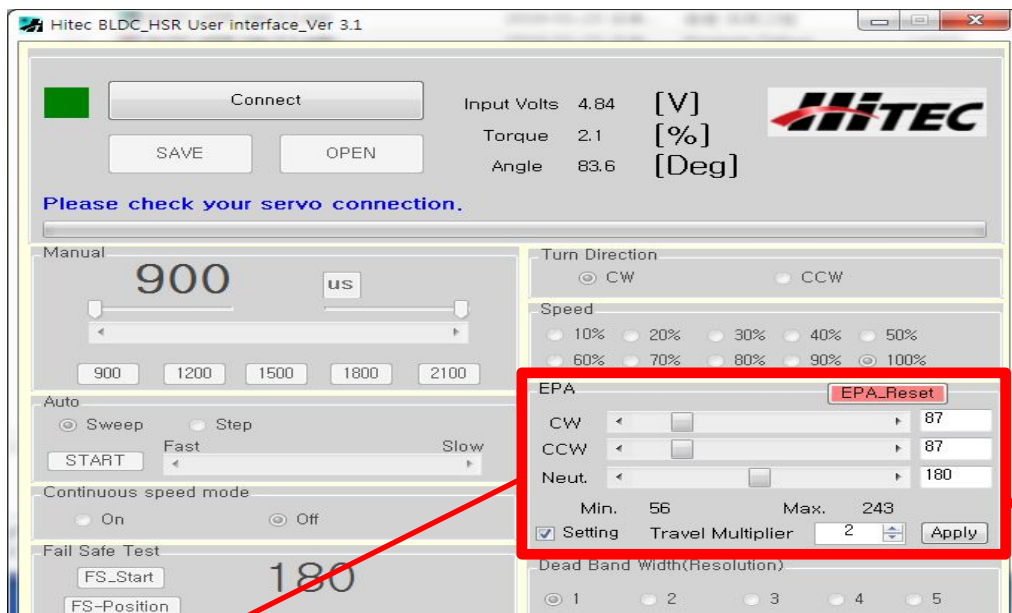 Hitec BLDC_HSR User interface_Ver 3.1
Connect
SAVE
OPEN
Input Volts 4.84 [V]
Torque 2.1 [%]
Angle 83.6 [Deg]
HiTEC
Please check your servo connection.
Manual
900
us
900
1200
1500
1800
2100
Auto
Sweep
Step
START
Fast
Slow
Continuous speed mode
On
Off
Fail Safe Test
FS_Start
180
FS-Position
Turn Direction
CW
CCW
Speed
10% 20% 30% 40% 50%
60% 70% 80% 90% 100%
EPA
EPA_Reset
CW 87
CCW 87
Neut. 180
Min. 56 Max. 243
Setting Travel Multiplier 2 Apply
Dead Band Width(Resolution)
1 2 3 4 5